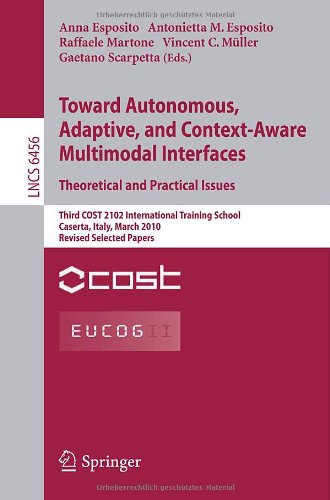 Urheberrechtlich geschütztes Material
Anna Esposito Antonietta M. Esposito
Raffaele Martone Vincent C. Müller
Gaetano Scarpetta (Eds.)
LNCS 6456
Toward Autonomous,
Adaptive, and Context-Aware
Multimodal Interfaces
Theoretical and Practical Issues
Third COST 2102 International Training School
Caserta, Italy, March 2010
Revised Selected Papers
cost
EUCOGII
Springer
Urheberrechtlich geschütztes Material